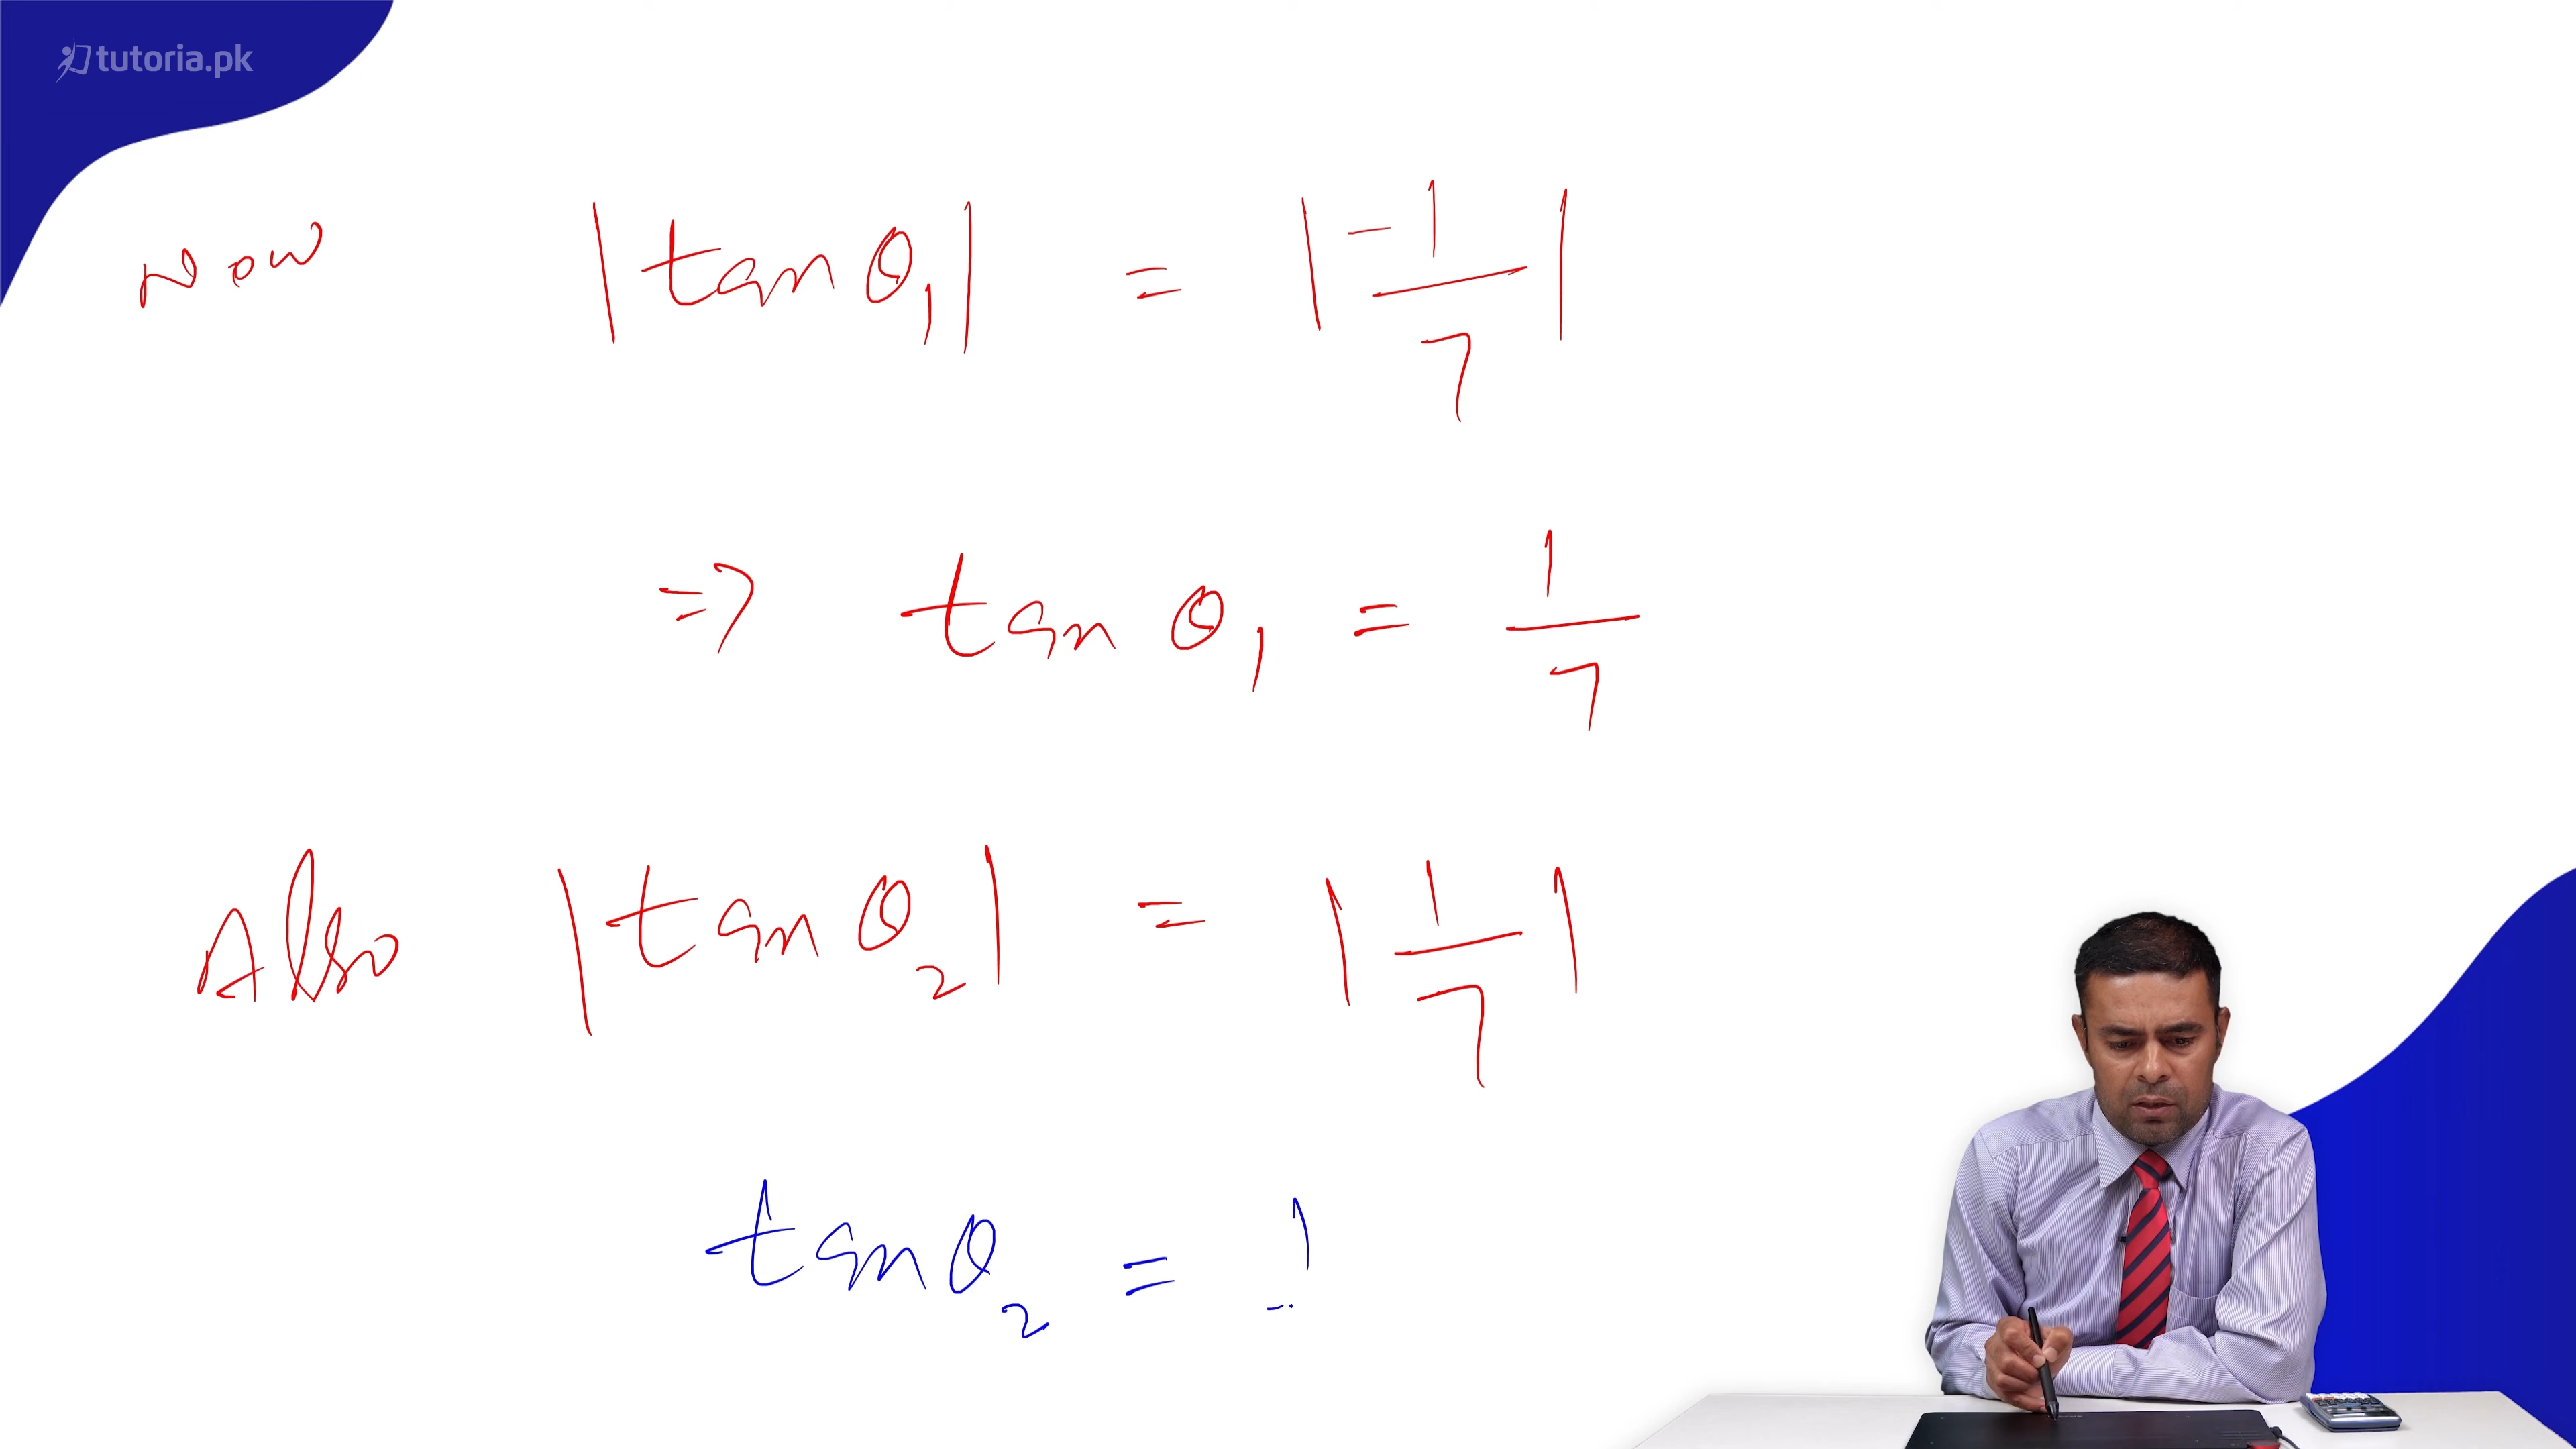 tutoria.pk
Now |tan θ₁| = |-1/7|
⇒ tan θ₁ = 1/7
Also |tan θ₂| = |1/7|
tan θ₂ = 1